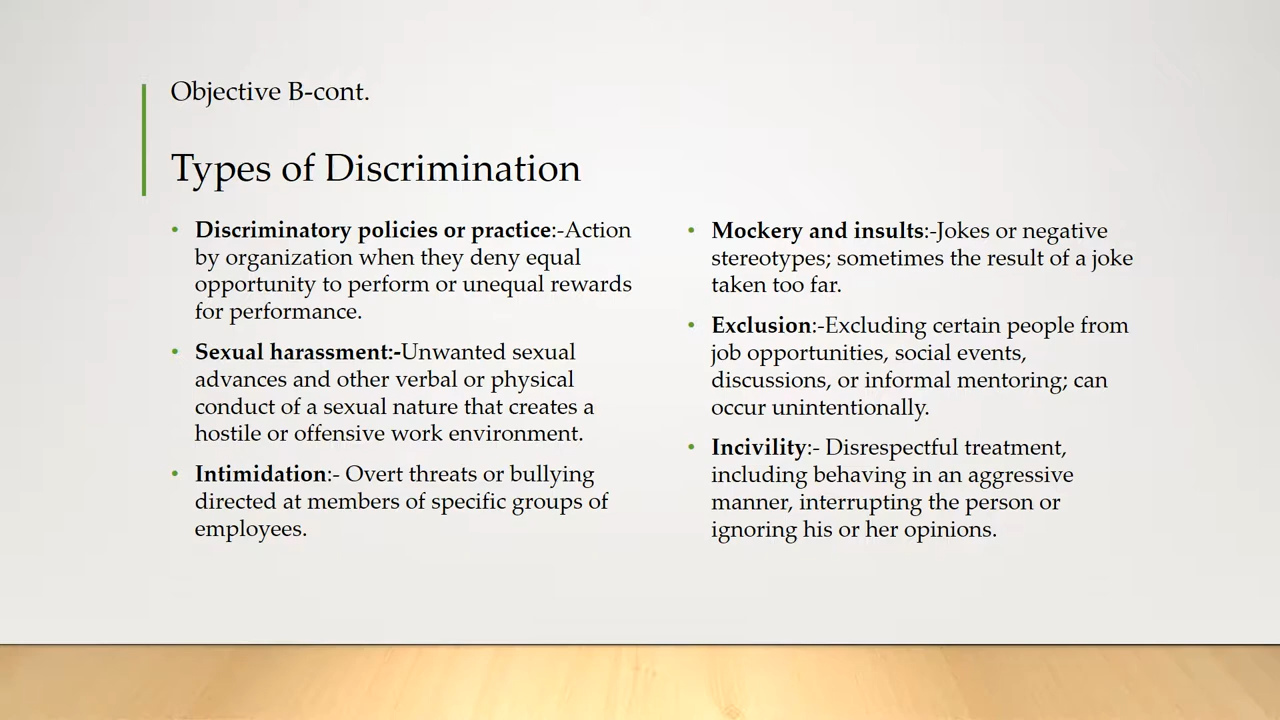 Objective B-cont.
Types of Discrimination
Discriminatory policies or practice:-Action
by organization when they deny equal
opportunity to perform or unequal rewards
for performance.
Sexual harassment:-Unwanted sexual
advances and other verbal or physical
conduct of a sexual nature that creates a
hostile or offensive work environment.
Intimidation:- Overt threats or bullying
directed at members of specific groups of
employees.
Mockery and insults:-Jokes or negative
stereotypes; sometimes the result of a joke
taken too far.
Exclusion:-Excluding certain people from
job opportunities, social events,
discussions, or informal mentoring; can
occur unintentionally.
Incivility:- Disrespectful treatment,
including behaving in an aggressive
manner, interrupting the person or
ignoring his or her opinions.